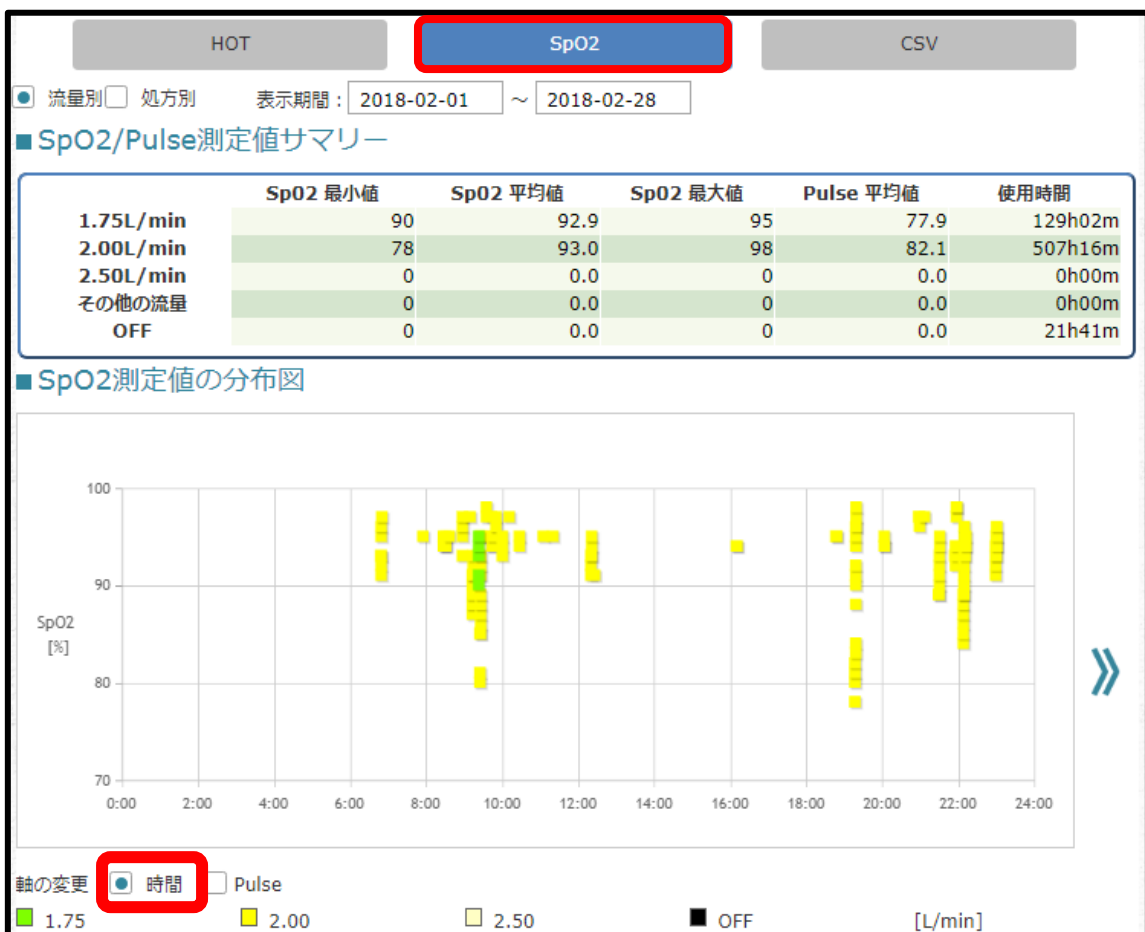 HOT SpO2 CSV
流量別 処方別 表示期間： 2018-02-01 ～ 2018-02-28
■SpO2/Pulse測定値サマリー
SpO2 最小値 SpO2 平均値 SpO2 最大値 Pulse 平均値 使用時間
1.75L/min 90 92.9 95 77.9 129h02m
2.00L/min 78 93.0 98 82.1 507h16m
2.50L/min 0 0.0 0 0.0 0h00m
その他の流量 0 0.0 0 0.0 0h00m
OFF 0 0.0 0 0.0 21h41m
■SpO2測定値の分布図
100
90
SpO2
[%]
80
70
0:00 2:00 4:00 6:00 8:00 10:00 12:00 14:00 16:00 18:00 20:00 22:00 24:00
軸の変更 時間 Pulse
1.75 2.00 2.50 OFF [L/min]